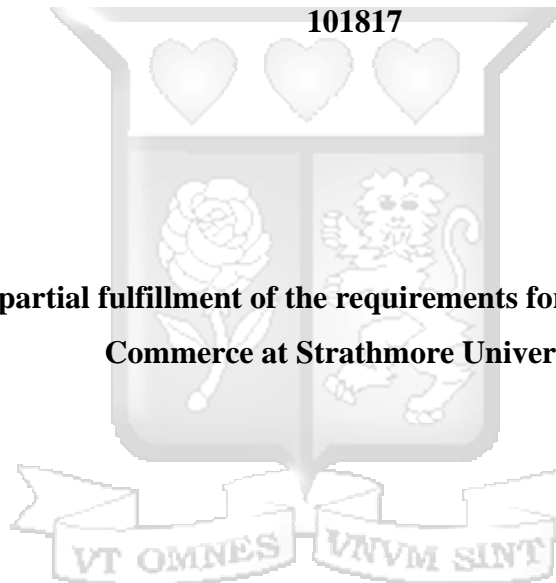 101817
partial fulfillment of the requirements for
Commerce at Strathmore Univer
VT OMNES VNVM SINT